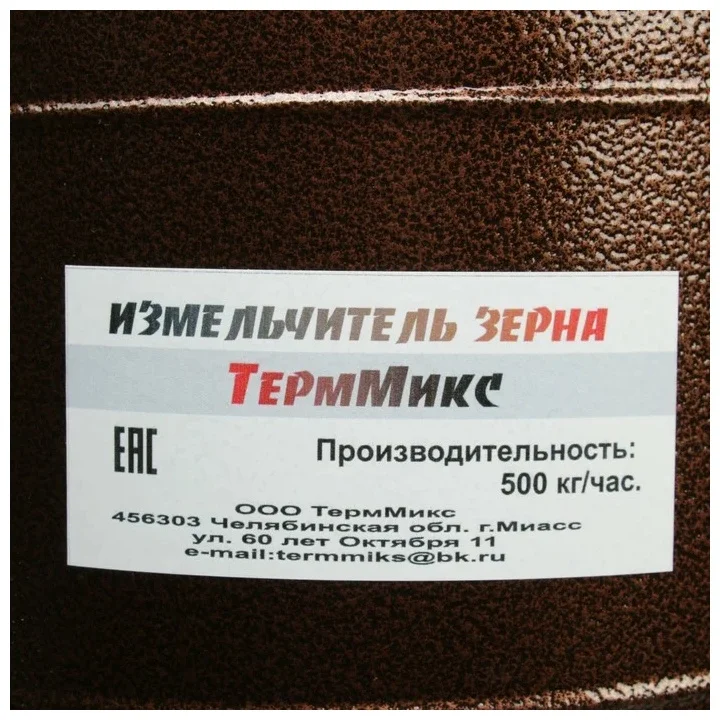 ИЗМЕЛЬЧИТЕЛЬ ЗЕРНА
ТермМикс
EAC
Производительность:
500 кг/час.
ООО ТермМикс
456303 Челябинская обл. г.Миасс
ул. 60 лет Октября 11
e-mail:termmiks@bk.ru